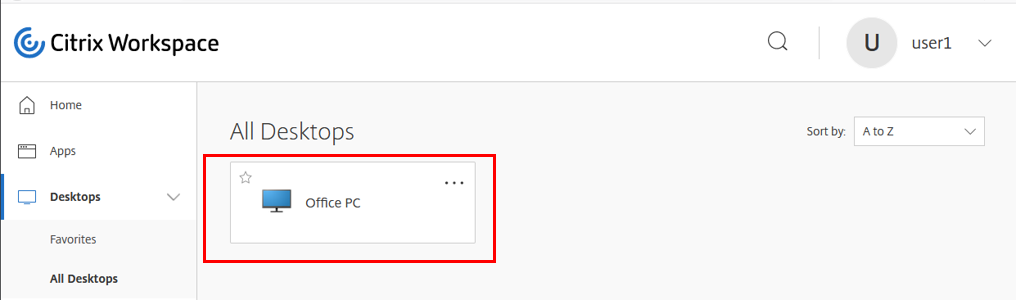 Citrix Workspace
U
user1
Home
Apps
Desktops
Favorites
All Desktops
All Desktops
Sort by:
A to Z
Office PC